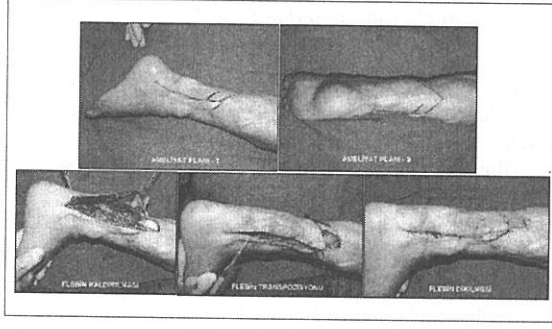 AMELİYAT PLANI - 1
AMELİYAT PLANI - 2
FLEBİN KALDIRILMASI
FLEBİN TRANSPOZİSYONU
FLEBİN DİKİLMESİ